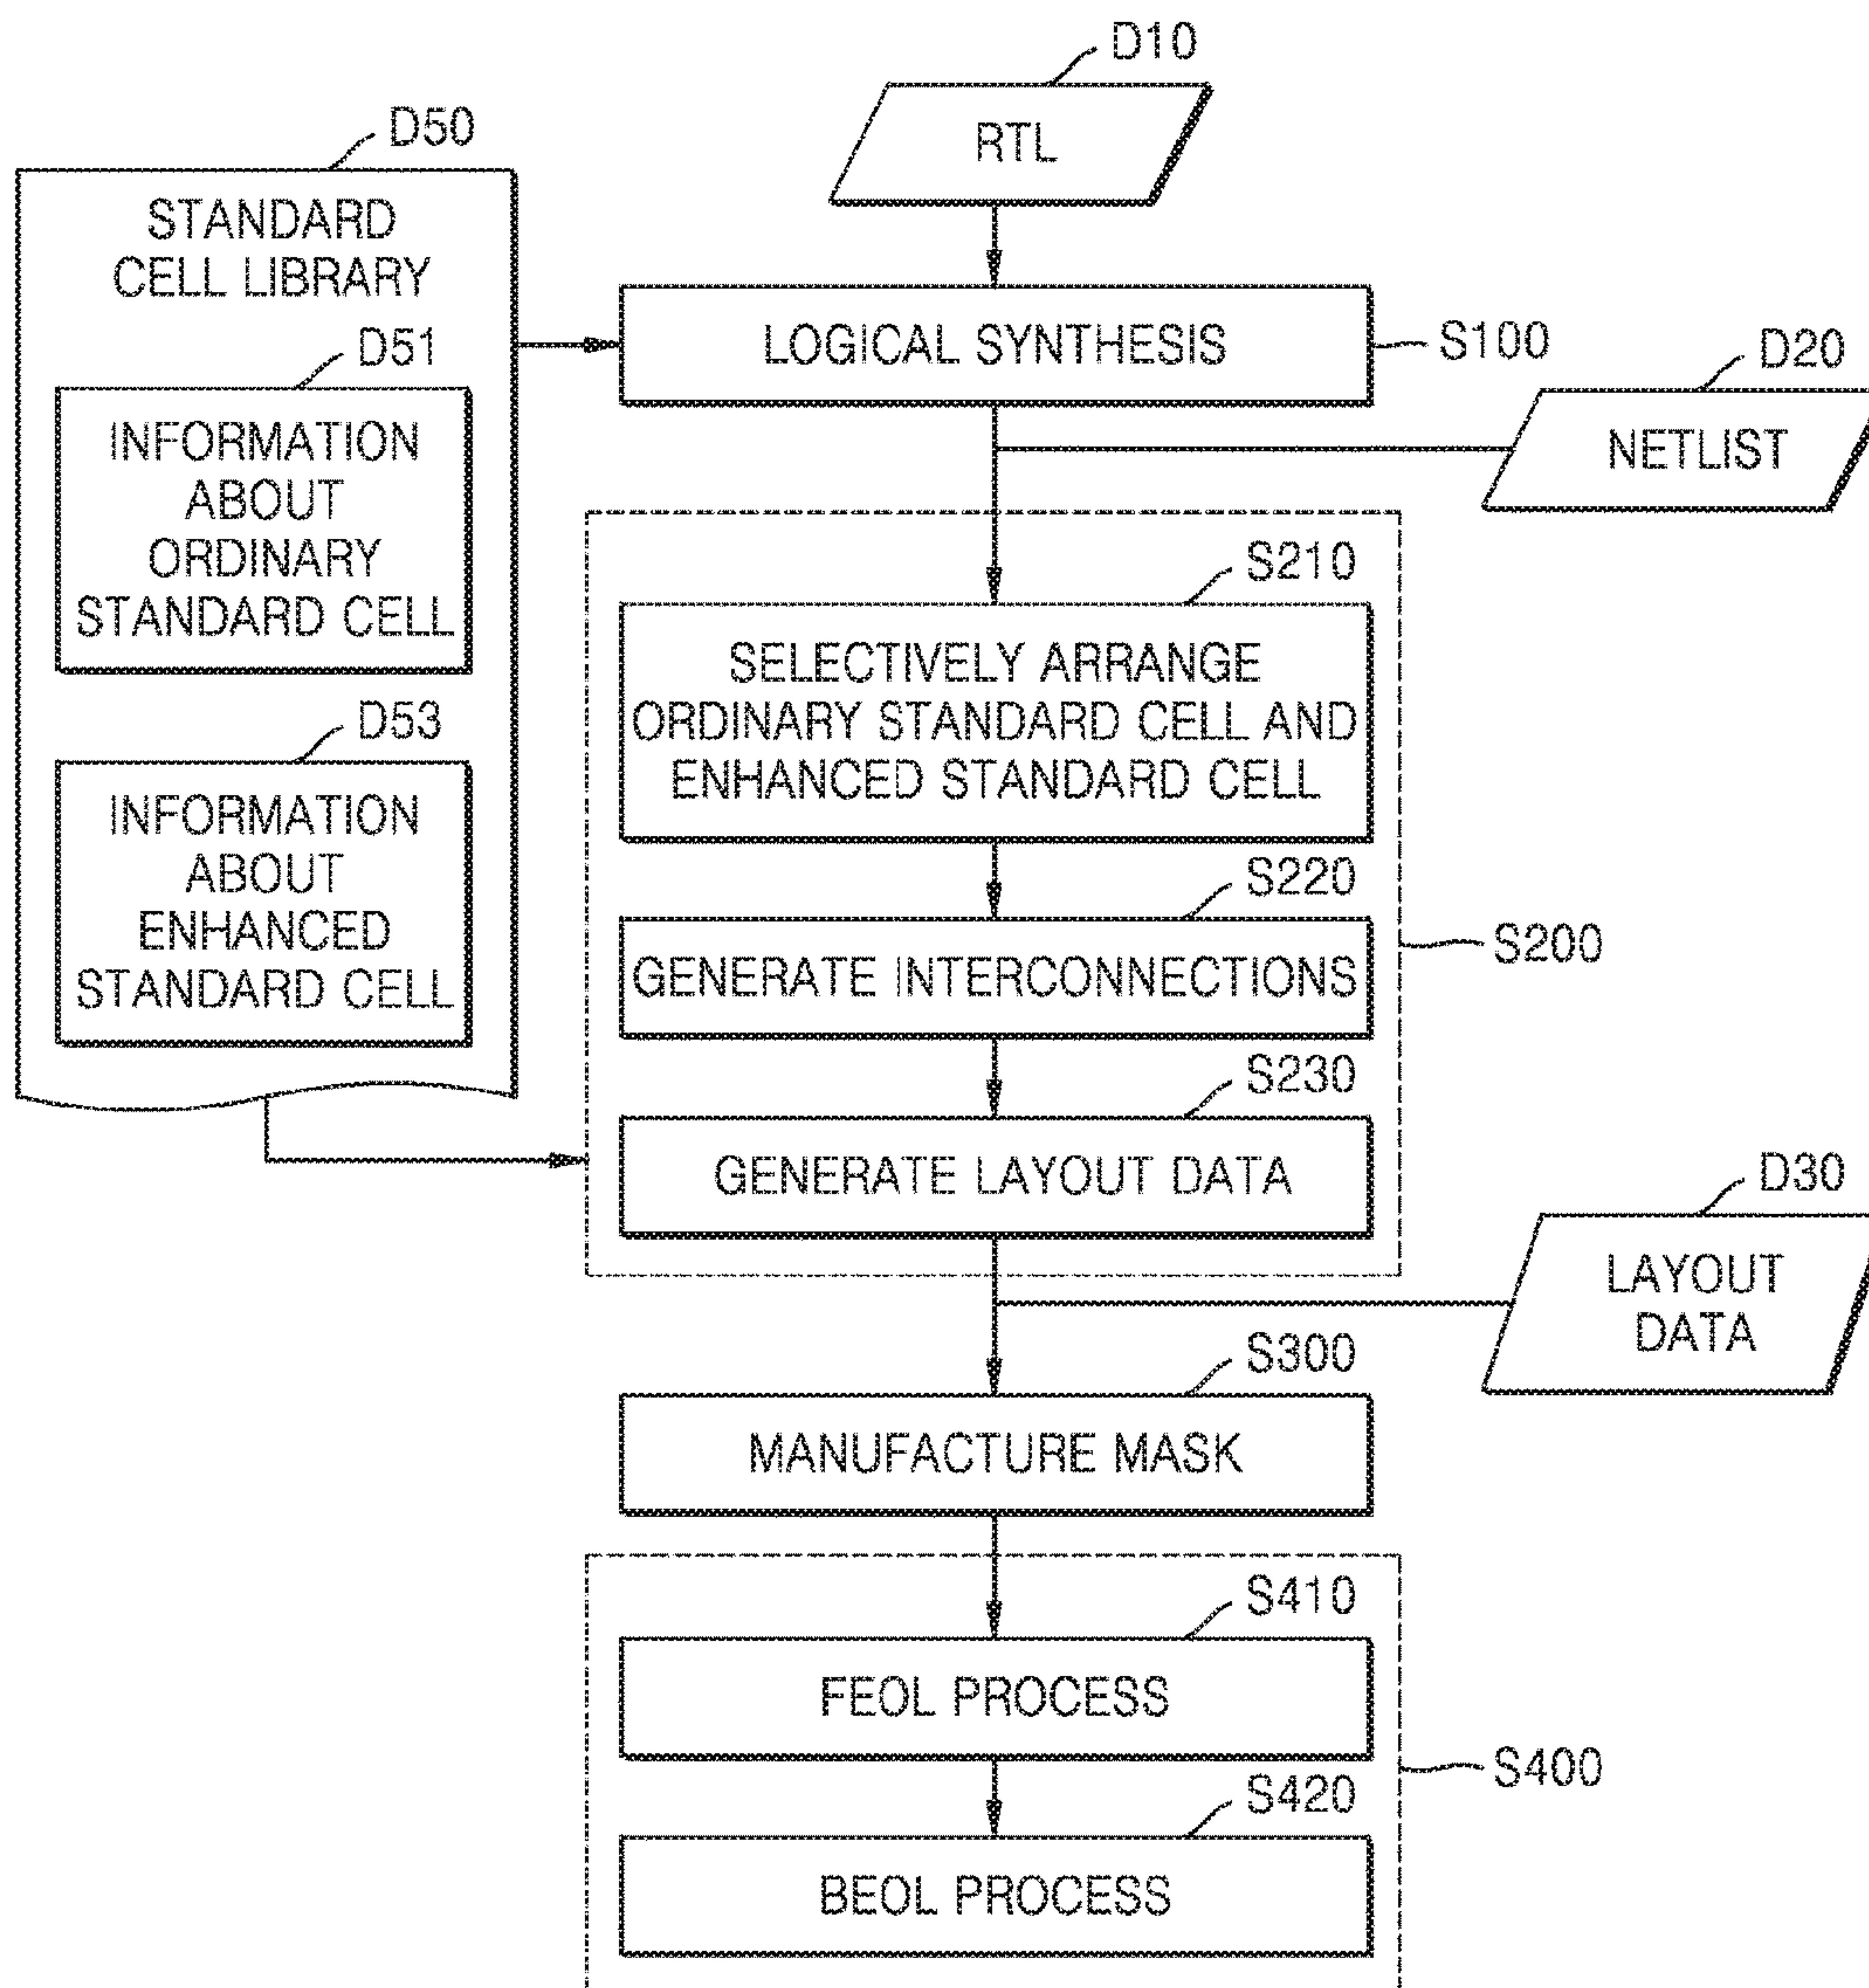 D10
RTL
D50
STANDARD
CELL LIBRARY
D51
INFORMATION
ABOUT
ORDINARY
STANDARD CELL
D53
INFORMATION
ABOUT
ENHANCED
STANDARD CELL
LOGICAL SYNTHESIS
S100
D20
NETLIST
S210
SELECTIVELY ARRANGE
ORDINARY STANDARD CELL AND
ENHANCED STANDARD CELL
S220
GENERATE INTERCONNECTIONS
S200
S230
GENERATE LAYOUT DATA
D30
LAYOUT
DATA
S300
MANUFACTURE MASK
S410
FEOL PROCESS
S400
S420
BEOL PROCESS